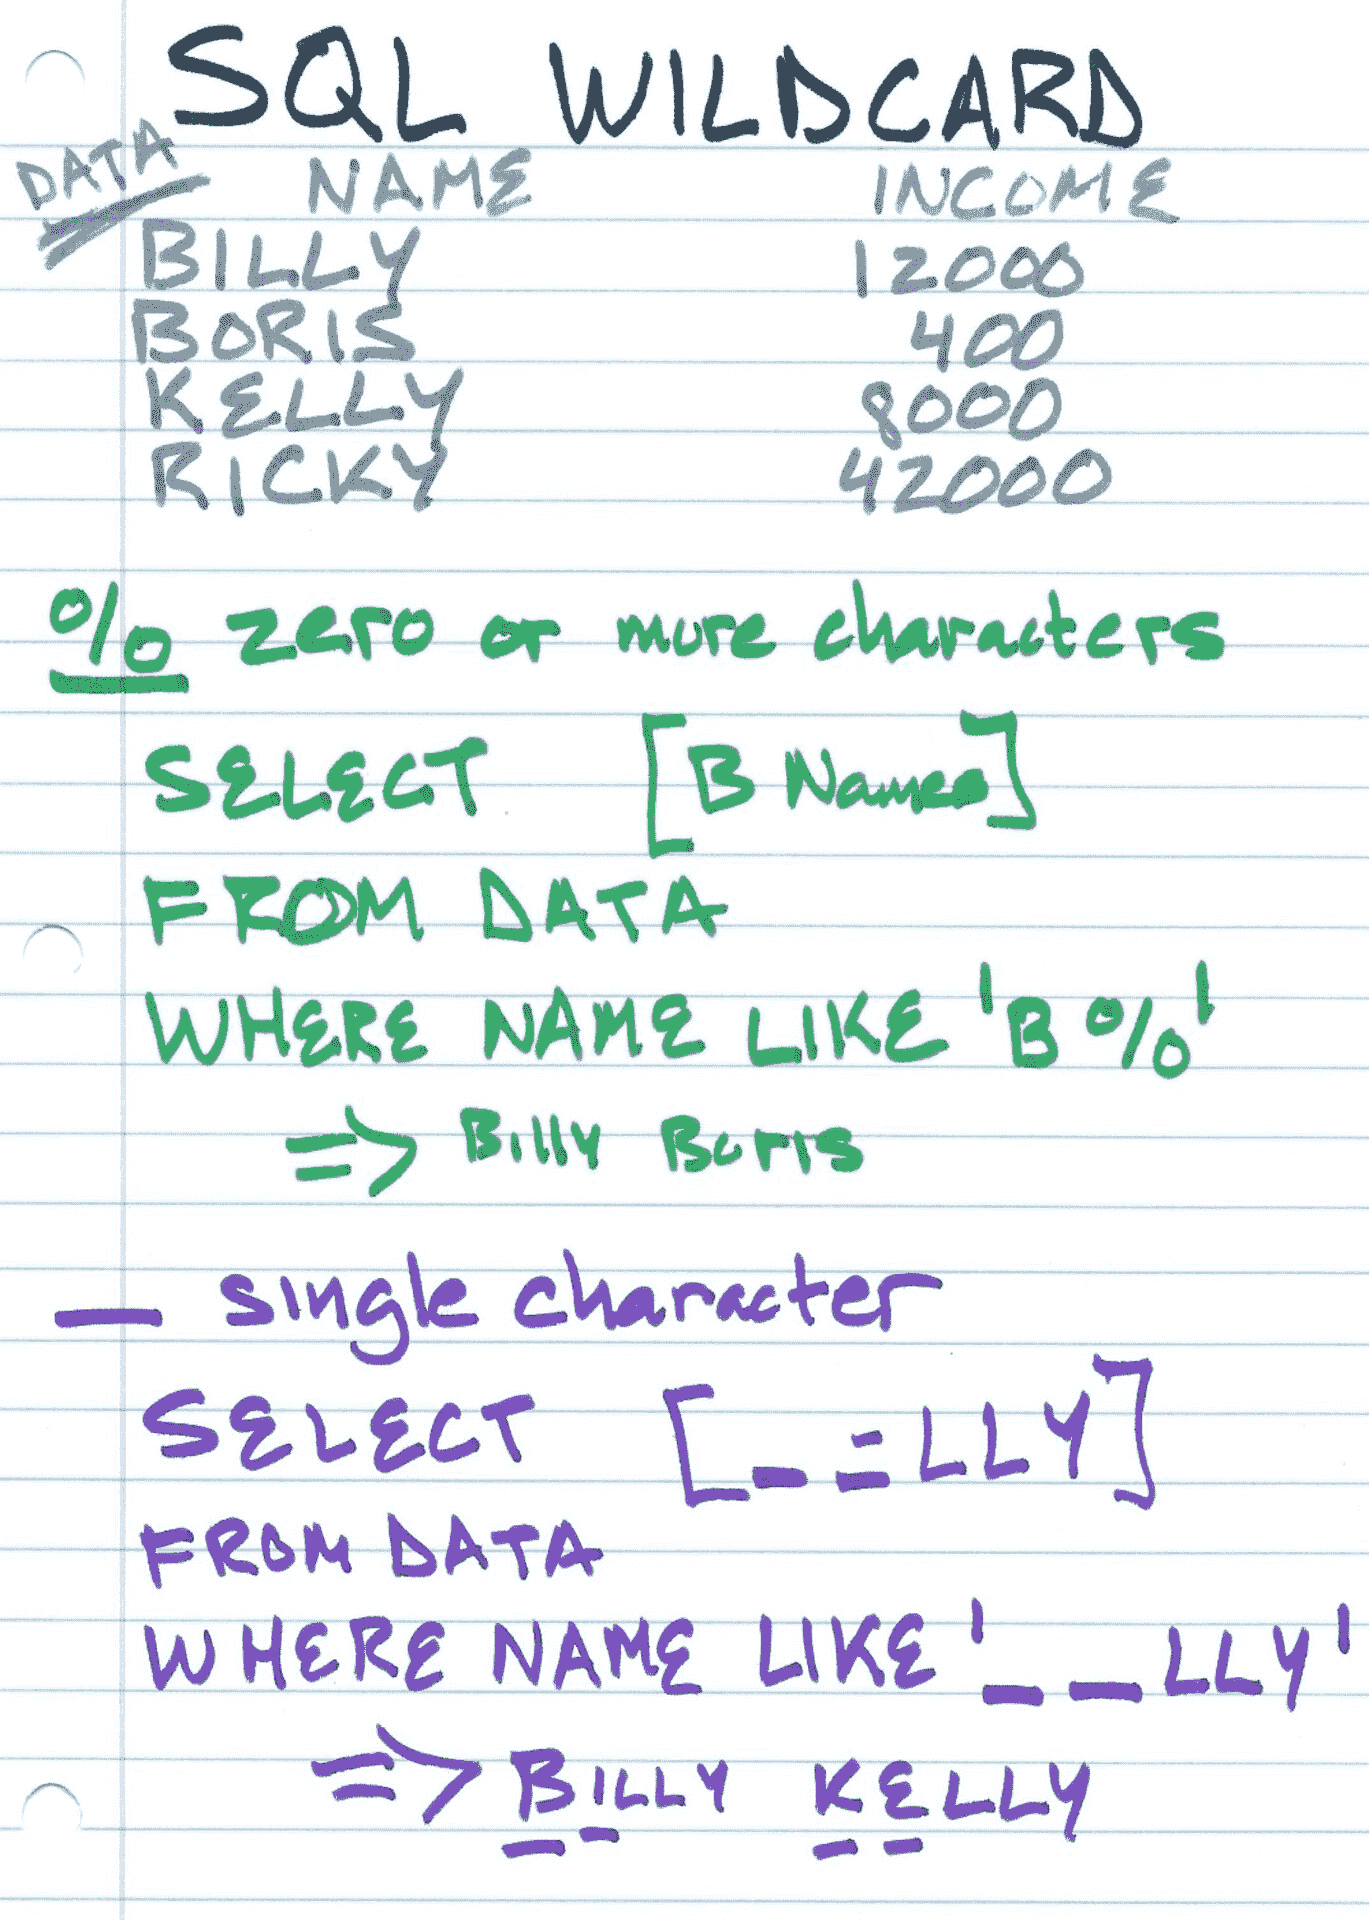 SQL WILDCARD
DATA NAME INCOME
BILLY 12000
BORIS 400
KELLY 8000
RICKY 42000
% zero or more characters
SELECT [B Names]
FROM DATA
WHERE NAME LIKE 'B%'
=> Billy Boris
_ single character
SELECT [_ =LLY]
FROM DATA
WHERE NAME LIKE '_ _LLY'
=> BILLY KELLY